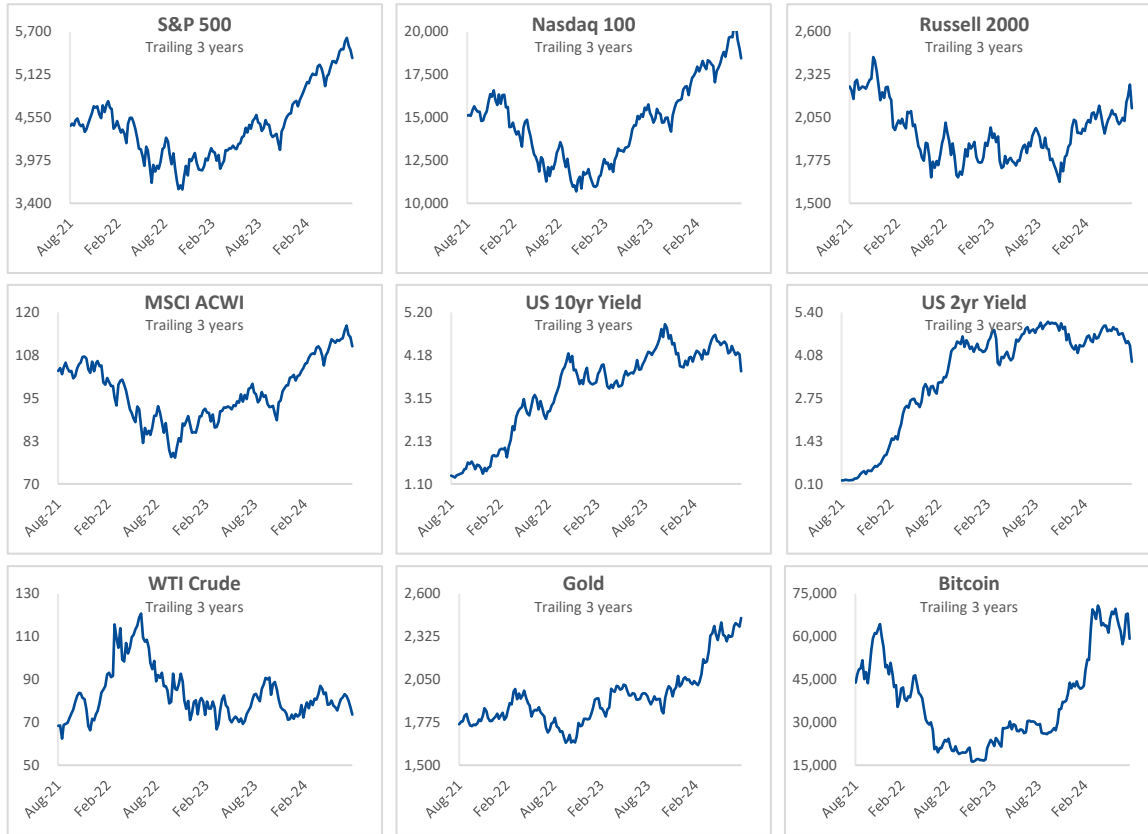 S&P 500
Trailing 3 years
5,700
5,125
4,550
3,975
3,400
Aug-21
Feb-22
Aug-22
Feb-23
Aug-23
Feb-24
Nasdaq 100
Trailing 3 years
20,000
17,500
15,000
12,500
10,000
Aug-21
Feb-22
Aug-22
Feb-23
Aug-23
Feb-24
Russell 2000
Trailing 3 years
2,600
2,325
2,050
1,775
1,500
Aug-21
Feb-22
Aug-22
Feb-23
Aug-23
Feb-24
MSCI ACWI
Trailing 3 years
120
108
95
83
70
Aug-21
Feb-22
Aug-22
Feb-23
Aug-23
Feb-24
US 10yr Yield
Trailing 3 years
5.20
4.18
3.15
2.13
1.10
Aug-21
Feb-22
Aug-22
Feb-23
Aug-23
Feb-24
US 2yr Yield
Trailing 3 years
5.40
4.08
2.75
1.43
0.10
Aug-21
Feb-22
Aug-22
Feb-23
Aug-23
Feb-24
WTI Crude
Trailing 3 years
130
110
90
70
50
Aug-21
Feb-22
Aug-22
Feb-23
Aug-23
Feb-24
Gold
Trailing 3 years
2,600
2,325
2,050
1,775
1,500
Aug-21
Feb-22
Aug-22
Feb-23
Aug-23
Feb-24
Bitcoin
Trailing 3 years
75,000
60,000
45,000
30,000
15,000
Aug-21
Feb-22
Aug-22
Feb-23
Aug-23
Feb-24